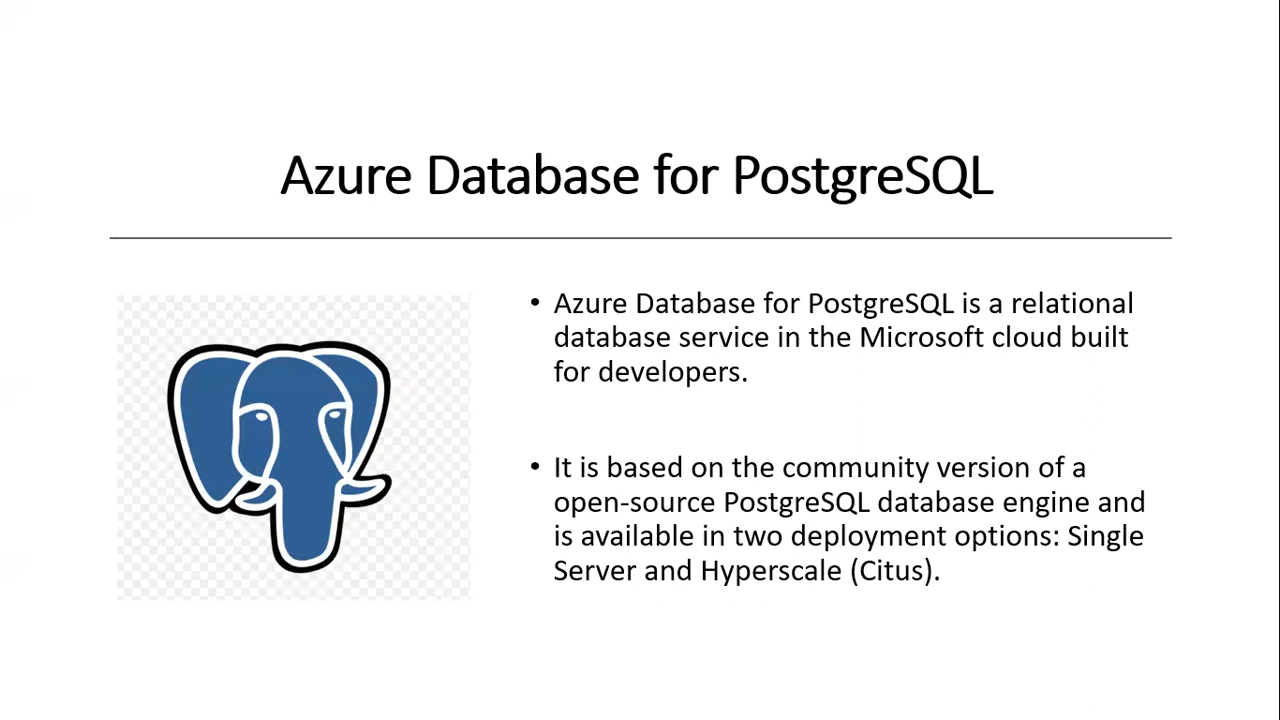 Azure Database for PostgreSQL
• Azure Database for PostgreSQL is a relational
database service in the Microsoft cloud built
for developers.
• It is based on the community version of a
open-source PostgreSQL database engine and
is available in two deployment options: Single
Server and Hyperscale (Citus).